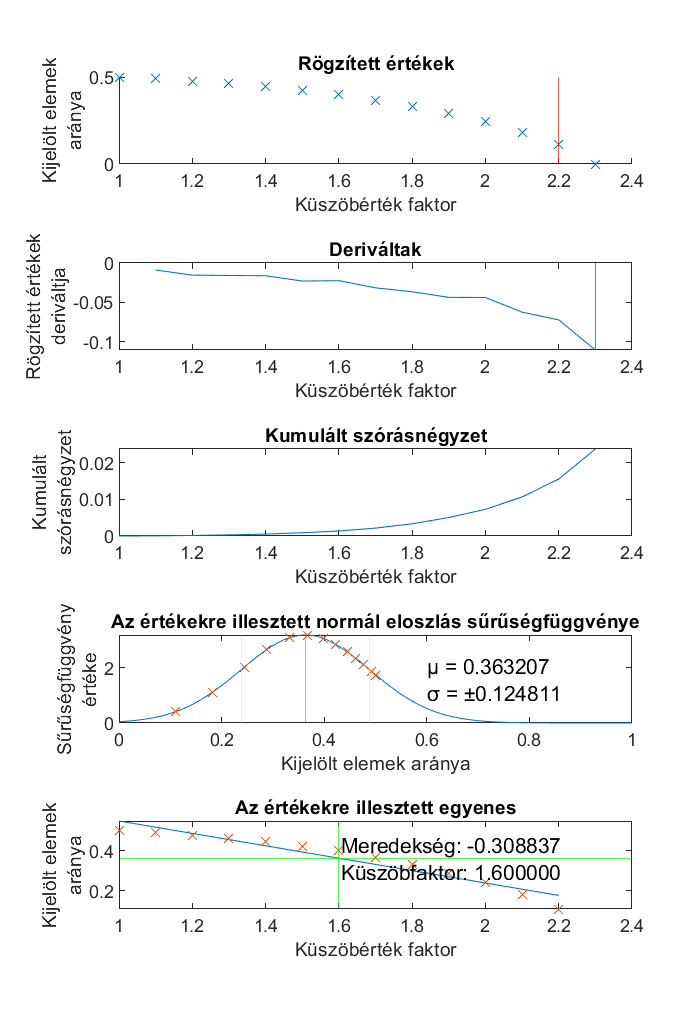 Rögzített értékek
Kijelölt elemek
aránya
0.5
0
1 1.2 1.4 1.6 1.8 2 2.2 2.4
Küszöbérték faktor
Deriváltak
Rögzített értékek
deriváltja
0
-0.05
-0.1
1 1.2 1.4 1.6 1.8 2 2.2 2.4
Küszöbérték faktor
Kumulált szórásnégyzet
Kumulált
szórásnégyzet
0.02
0.01
0
1 1.2 1.4 1.6 1.8 2 2.2 2.4
Küszöbérték faktor
Az értékekre illesztett normál eloszlás sűrűségfüggvénye
Sűrűségfüggvény
értéke
2
0
μ = 0.363207
σ = ±0.124811
0 0.2 0.4 0.6 0.8 1
Kijelölt elemek aránya
Az értékekre illesztett egyenes
Kijelölt elemek
aránya
0.4
0.2
Meredekség: -0.308837
Küszöbfaktor: 1.600000
1 1.2 1.4 1.6 1.8 2 2.2 2.4
Küszöbérték faktor